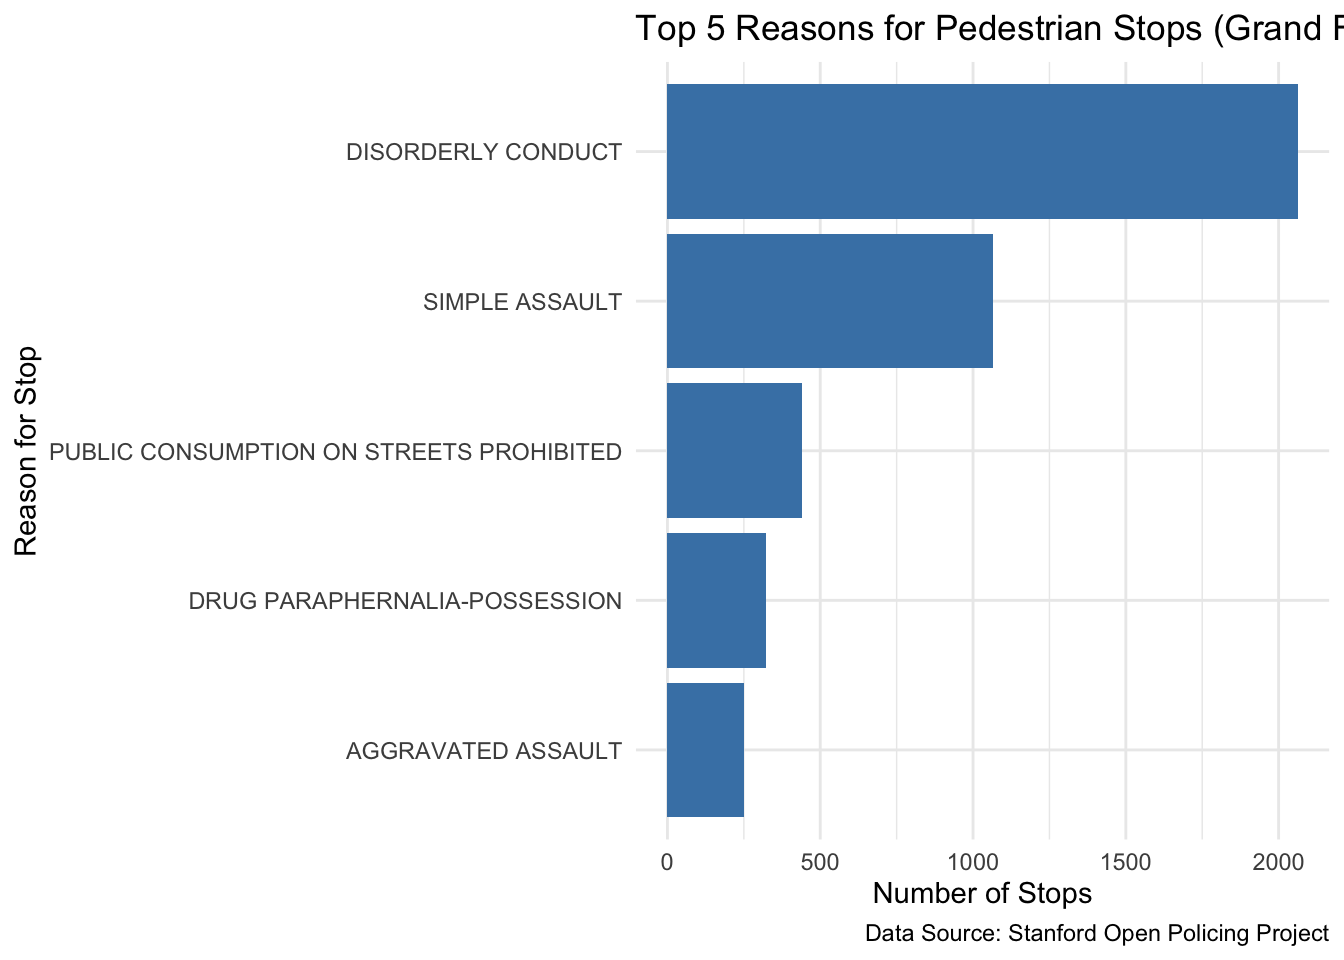 Top 5 Reasons for Pedestrian Stops (Grand
DISORDERLY CONDUCT
SIMPLE ASSAULT
PUBLIC CONSUMPTION ON STREETS PROHIBITED
DRUG PARAPHERNALIA-POSSESSION
AGGRAVATED ASSAULT
Reason for Stop
0 500 1000 1500 2000
Number of Stops
Data Source: Stanford Open Policing Project